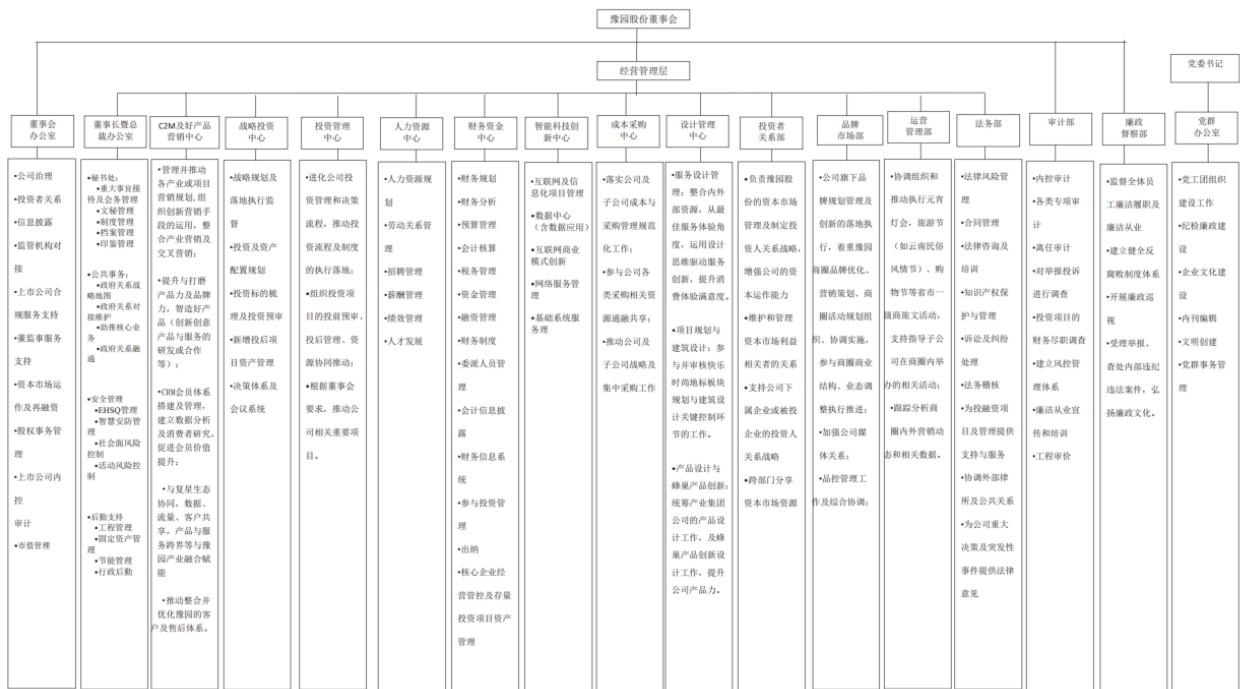 豫园股份董事会
经营管理层
党委书记
董事会
办公室
•公司治理
•投资者关系
•信息披露
•监管机构对
接
•上市公司合
规服务支持
•董监事服务
支持
•资本市场运
作及再融资
•股权事务管
理
•上市公司内
控
审计
•市值管理
董事长暨总
裁办公室
•秘书处：
•重大事宜接
待及会务管理
•文秘管理
•制度管理
•档案管理
•印鉴管理
•公共事务：
•政府关系战
略地图
•政府关系对
接维护
•助推核心业
务
•政府关系融
通
•安全管理
•EHSQ管理
•智慧安防管
理
•社会面风险
控制
•活动风险控
制
•后勤支持
•工程管理
•固定资产管
理
•节能管理
•行政后勤
C2M及好产品
营销中心
•管理并推动
各产业或项目
营销规划，组
织创新营销手
段的运用，整
合产业营销及
交叉营销；
•提升与打磨
产品力及品牌
力，智造好产
品（创新创意
产品与服务的
研发或合作
等）；
•CRM会员体系
搭建及管理，
建立数据分析
及消费者研究，
促进会员价值
提升；
•与复星生态
协同，数据、
流量、客户共
享，产品与服
务跨界等与豫
园产业融合赋
能
•推动整合并
优化豫园的客
户及售后体系。
战略投资
中心
•战略规划及
落地执行监
督
•投资及资产
配置规划
•投资标的梳
理及投资预审
•新增投后项
目资产管理
•决策体系及
会议系统
投资管理
中心
•进化公司投
资管理和决策
流程，推动投
资流程及制度
的执行落地；
•组织投资项
目的投前预审、
投后管理、资
源协同推动；
•根据董事会
要求，推动公
司相关重要项
目。
人力资源
中心
•人力资源规
划
•劳动关系管
理
•招聘管理
•薪酬管理
•绩效管理
•人才发展
财务资金
中心
•财务规划
•财务分析
•预算管理
•会计核算
•税务管理
•资金管理
•融资管理
•财务制度
•委派人员管
理
•会计信息披
露
•财务信息系
统
•参与投资管
理
•出纳
•核心企业经
营管控及存量
投资项目资产
管理
智能科技创
新中心
•互联网及信
息化项目管理
•数据中心
（含数据应用）
•互联网商业
模式创新
•网络服务管
理
•基础系统服
务理
成本采购
中心
•落实公司及
子公司成本与
采购管理规范
化工作；
•参与公司各
类采购相关资
源通融共享；
•推动公司及
子公司战略及
集中采购工作
设计管理
中心
•服务设计管
理：整合内外
部资源，从最
佳服务体验角
度，运用设计
思维驱动服务
创新，提升消
费体验满意度。
•项目规划与
建筑设计：参
与并审核快乐
时尚地标板块
规划与建筑设
计关键控制环
节的工作。
•产品设计与
蜂巢产品创新：
统筹产业集团
公司的产品设
计工作，及蜂
巢产品创新设
计工作，提升
公司产品力。
投资者
关系部
•负责豫园股
份的资本市场
管理及制定投
资人关系战略，
增强公司的资
本运作能力
•维护和管理
资本市场利益
相关者的关系
•支持公司下
属企业或被投
企业的投资人
关系战略
•跨部门分享
资本市场资源
品牌
市场部
•公司旗下品
牌规划管理及
创新的落地执
行，着重豫园
商圈品牌优化、
营销策划、商
圈活动规划组
织、协调实施，
参与商圈商业
结构、业态调
整执行推进；
•加强公司媒
体关系；
•品控管理工
作及综合协调；
运营
管理部
•协调组织和
推动执行元宵
灯会，旅游节
（如云南民俗
风情节）、购
物节等省市一
级商旅文活动，
支持指导子公
司在商圈内举
办的相关活动；
•跟踪分析商
圈内外营销动
态和相关数据。
法务部
•法律风险管
理
•合同管理
•法律咨询及
培训
•知识产权保
护与管理
•诉讼及纠纷
处理
•法务稽核
•为投融资项
目及管理提供
支持与服务
•协调外部律
所及公共关系
•为公司重大
决策及突发性
事件提供法律
意见
审计部
•内控审计
•各类专项审
计
•离任审计
•对举报投诉
进行调查
•投资项目的
财务尽职调查
•建立风控管
理体系
•廉洁从业宣
传和培训
•工程审价
廉政
督察部
•监督全体员
工廉洁履职及
廉洁从业
•建立健全反
腐败制度体系
•开展廉政巡
视
•受理举报、
查处内部违纪
违法案件，弘
扬廉政文化。
党群
办公室
•党工团组织
建设工作
•纪检廉政建
设
•企业文化建
设
•内刊编辑
•文明创建
•党群事务管
理